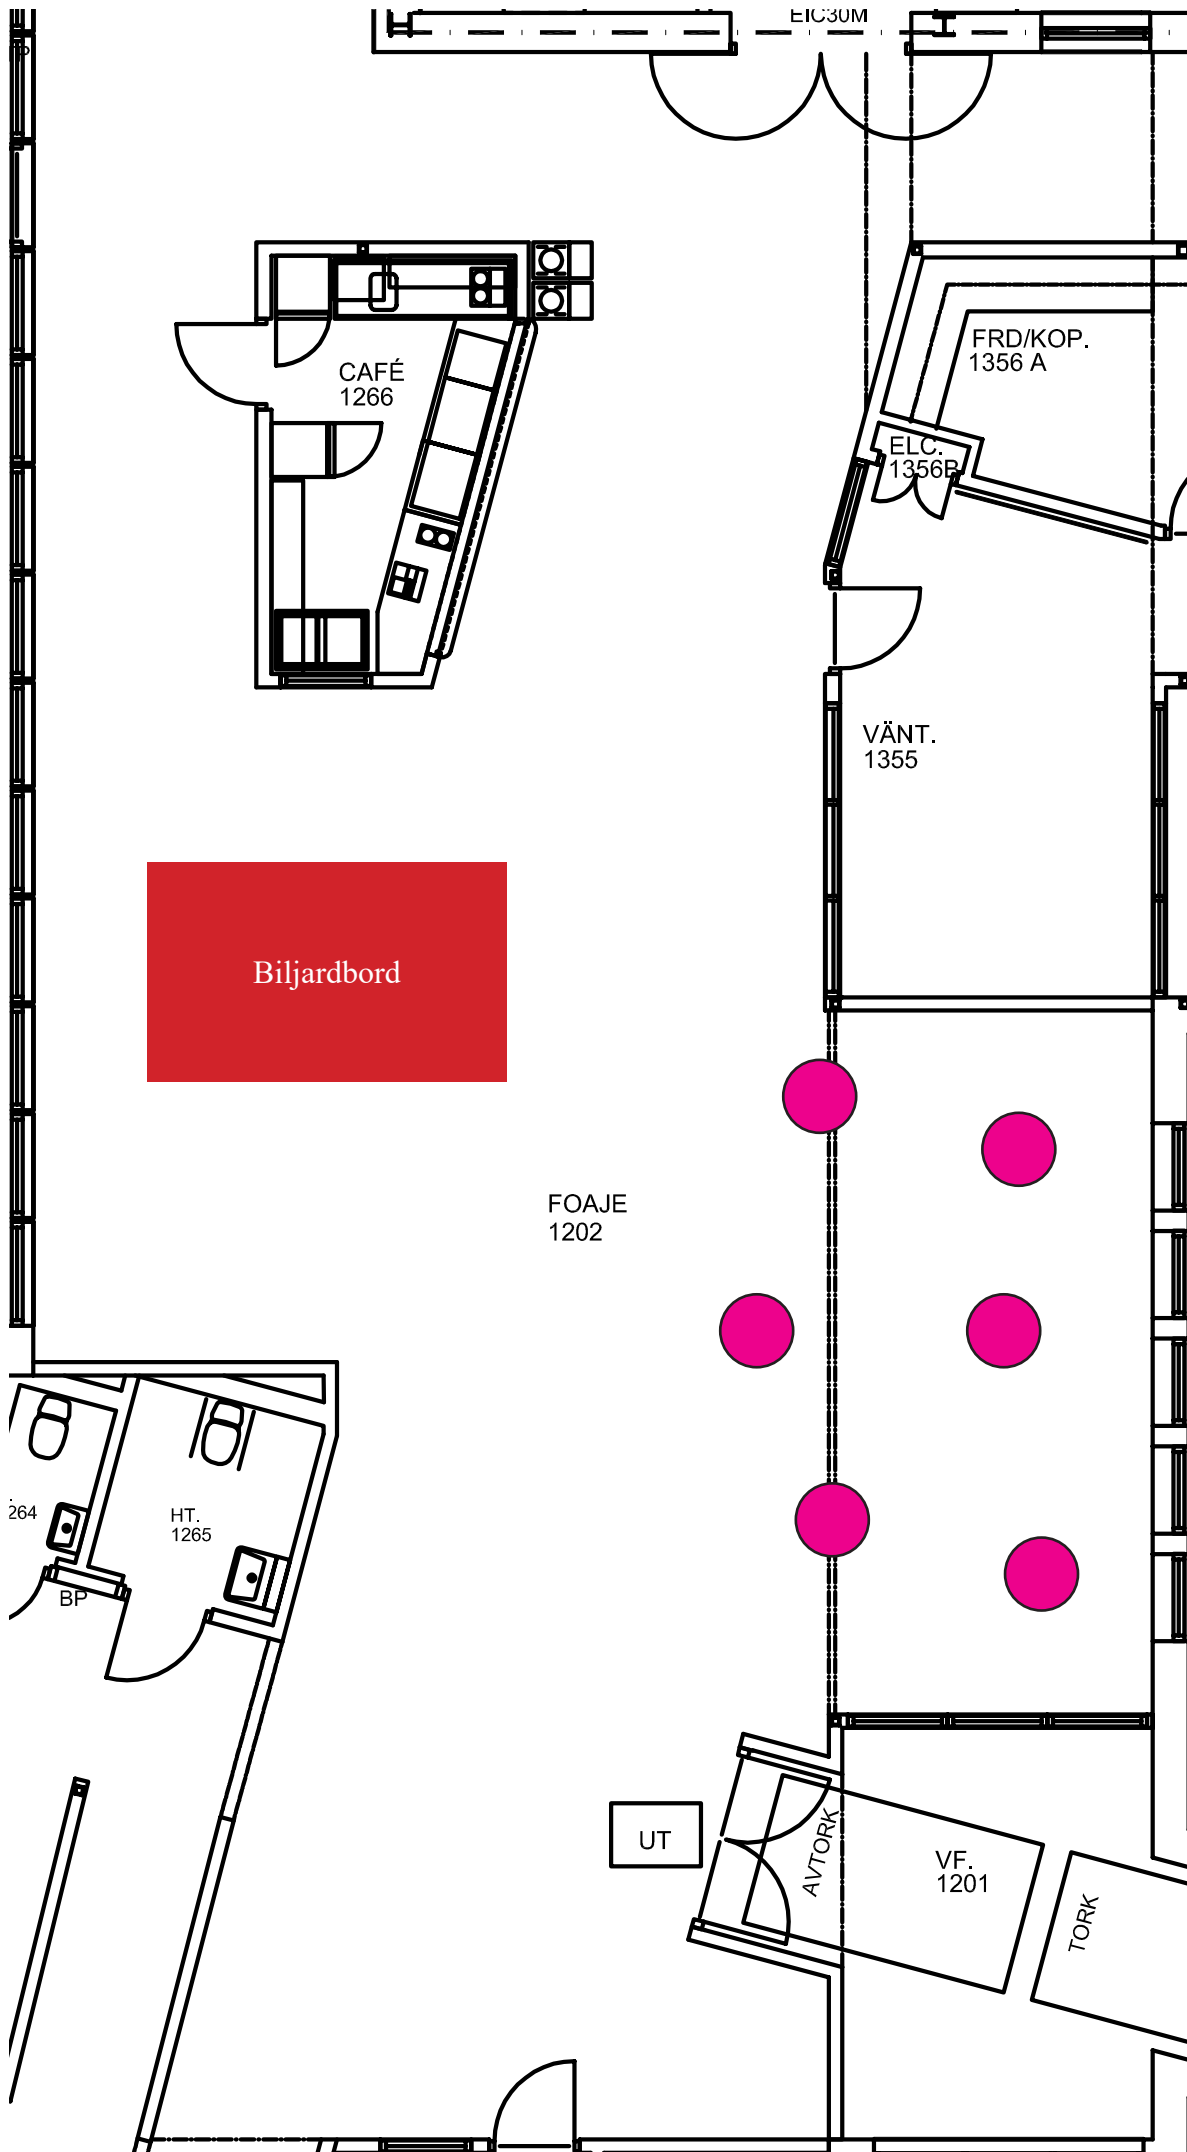 EIC30M
FRD/KOP.
1356 A
CAFÉ
1266
ELC.
1356B
VÄNT.
1355
Biljardbord
FOAJE
1202
264
HT.
1265
BP
UT
AVTORK
VF.
1201
TORK